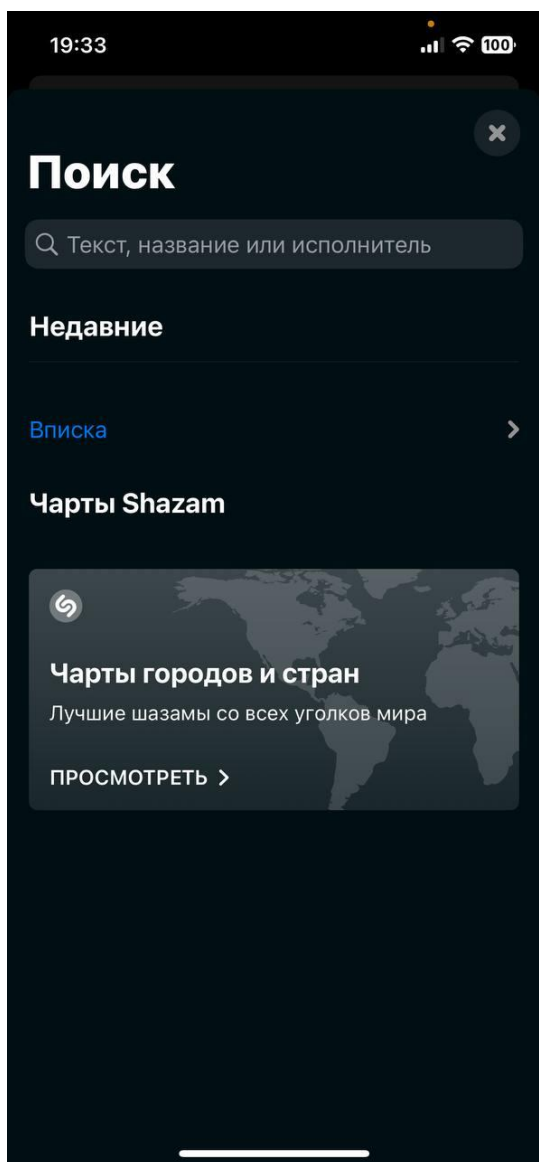 19:33
100
Поиск
Текст, название или исполнитель
Недавние
Вписка
Чарты Shazam
Чарты городов и стран
Лучшие шазамы со всех уголков мира
ПРОСМОТРЕТЬ